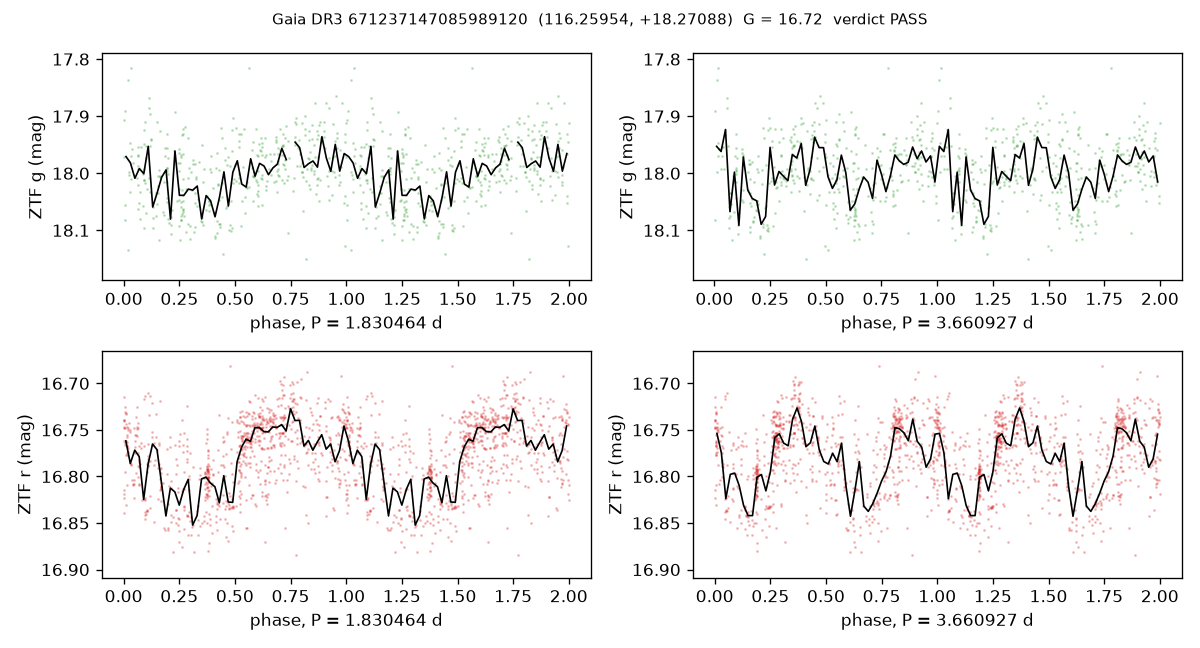 Gaia DR3 671237147085989120  (116.25954, +18.27088)  G = 16.72  verdict PASS
ZTF g (mag)
17.8
17.9
18.0
18.1
0.00 0.25 0.50 0.75 1.00 1.25 1.50 1.75 2.00
phase, P = 1.830464 d
ZTF g (mag)
17.8
17.9
18.0
18.1
0.00 0.25 0.50 0.75 1.00 1.25 1.50 1.75 2.00
phase, P = 3.660927 d
ZTF r (mag)
16.70
16.75
16.80
16.85
16.90
0.00 0.25 0.50 0.75 1.00 1.25 1.50 1.75 2.00
phase, P = 1.830464 d
ZTF r (mag)
16.70
16.75
16.80
16.85
16.90
0.00 0.25 0.50 0.75 1.00 1.25 1.50 1.75 2.00
phase, P = 3.660927 d